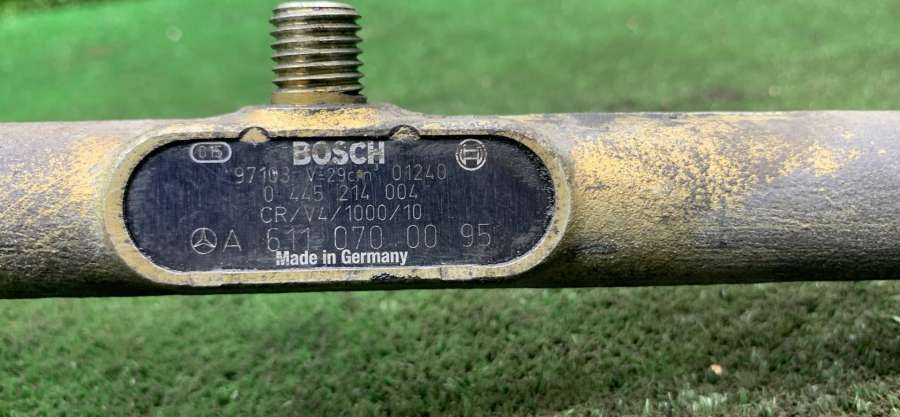 615 BOSCH
97103 V=29cm³ 01240
0 445 214 004
CR/V4/1000/10
A 611 070 00 95
Made in Germany